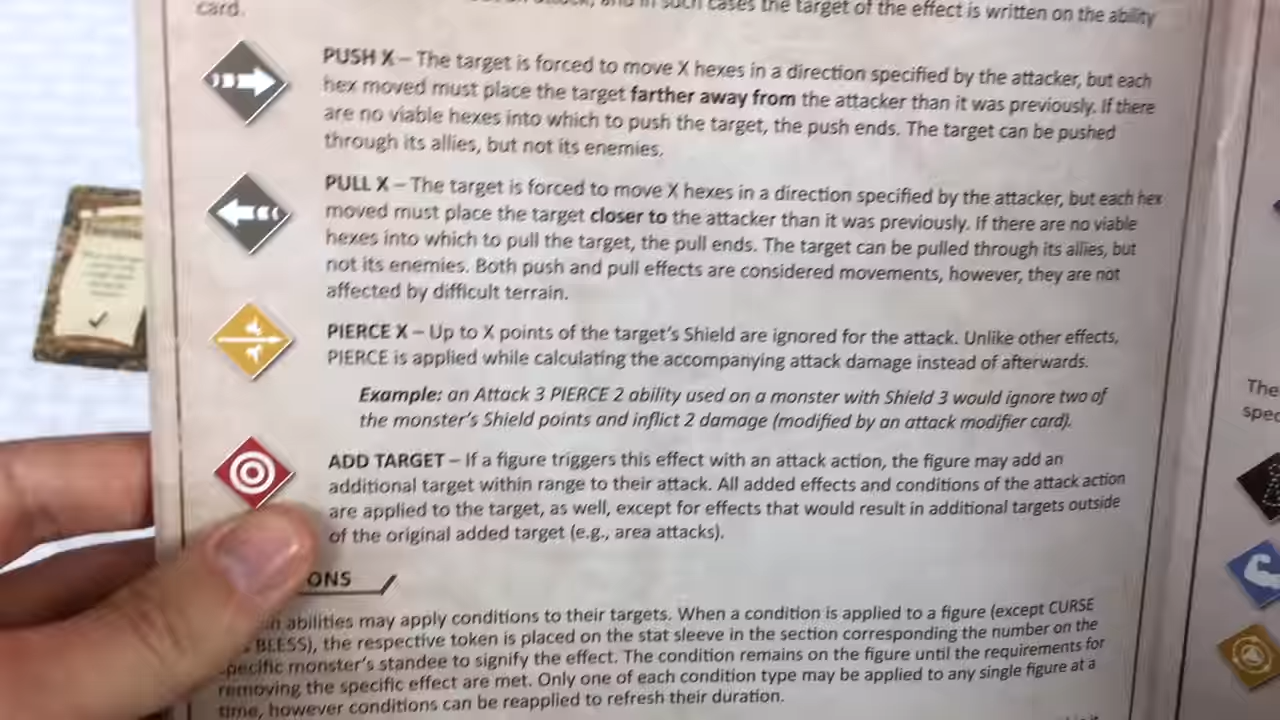 card.
in such cases the target of the effect is written on the ability
PUSH X – The target is forced to move X hexes in a direction specified by the attacker, but each
hex moved must place the target farther away from the attacker than it was previously. If there
are no viable hexes into which to push the target, the push ends. The target can be pushed
through its allies, but not its enemies.
PULL X – The target is forced to move X hexes in a direction specified by the attacker, but each hex
moved must place the target closer to the attacker than it was previously. If there are no viable
hexes into which to pull the target, the pull ends. The target can be pulled through its allies, but
not its enemies. Both push and pull effects are considered movements, however, they are not
affected by difficult terrain.
PIERCE X – Up to X points of the target's Shield are ignored for the attack. Unlike other effects,
PIERCE is applied while calculating the accompanying attack damage instead of afterwards.
Example: an Attack 3 PIERCE 2 ability used on a monster with Shield 3 would ignore two of
the monster's Shield points and inflict 2 damage (modified by an attack modifier card).
ADD TARGET – If a figure triggers this effect with an attack action, the figure may add an
additional target within range to their attack. All added effects and conditions of the attack action
are applied to the target, as well, except for effects that would result in additional targets outside
of the original added target (e.g., area attacks).
ONS
abilities may apply conditions to their targets. When a condition is applied to a figure (except CURSE
BLESS), the respective token is placed on the stat sleeve in the section corresponding the number on the
specific monster's standee to signify the effect. The condition remains on the figure until the requirements for
removing the specific effect are met. Only one of each condition type may be applied to any single figure at a
time, however conditions can be reapplied to refresh their duration.
The
spec